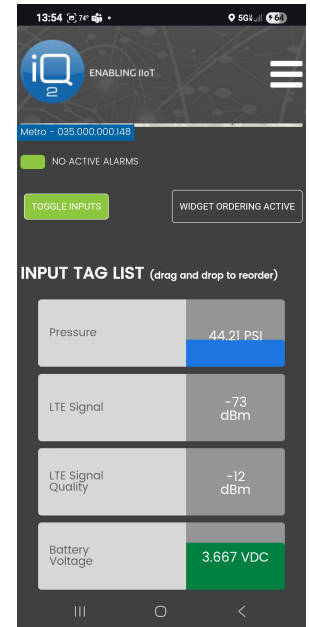 13:54 74°
5G 64
iQ
2
ENABLING IIoT
Metro - 035.000.000.148
NO ACTIVE ALARMS
TOGGLE INPUTS
WIDGET ORDERING ACTIVE
INPUT TAG LIST (drag and drop to reorder)
Pressure
44.21 PSI
LTE Signal
-73
dBm
LTE Signal
Quality
-12
dBm
Battery
Voltage
3.667 VDC